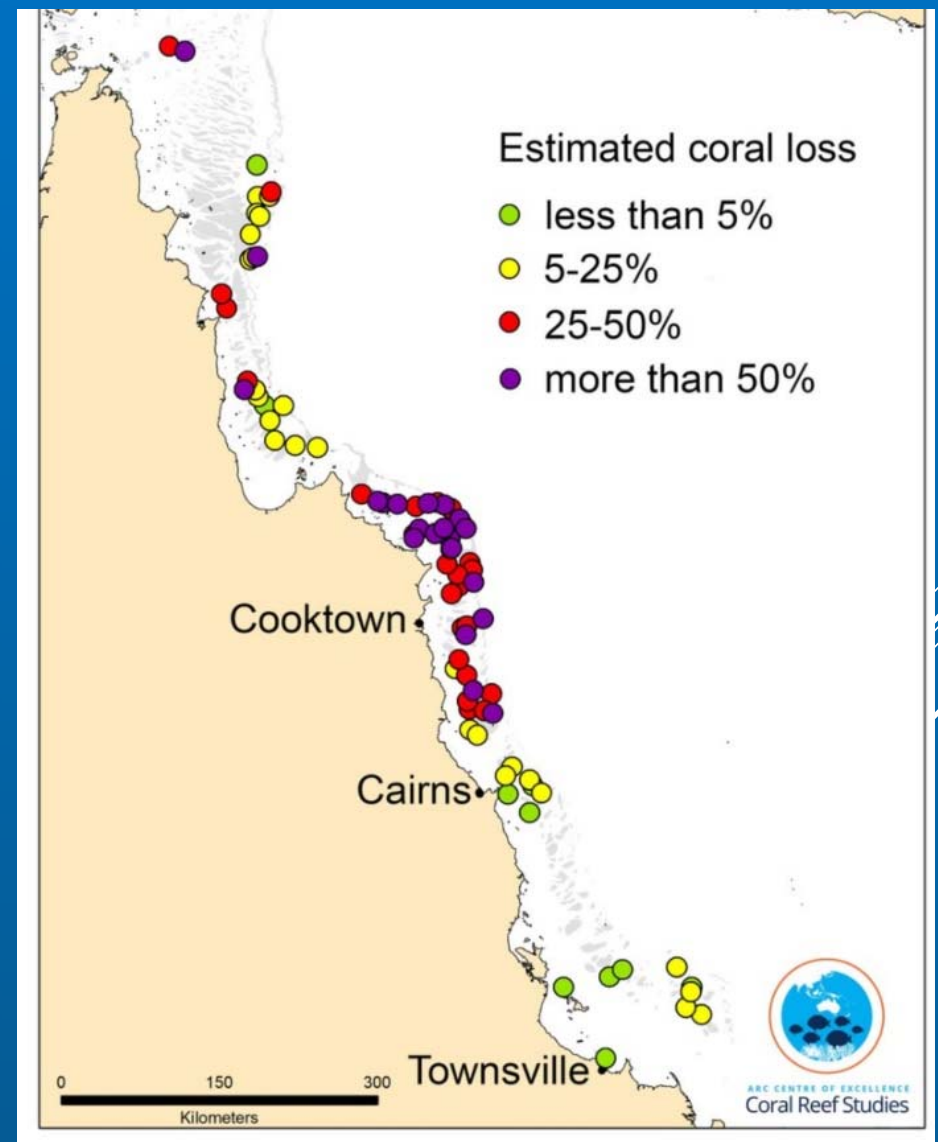 Estimated coral loss
less than 5%
5-25%
25-50%
more than 50%
Cooktown
Cairns
Townsville
0 150 300
Kilometers
ARC CENTRE OF EXCELLENCE
Coral Reef Studies